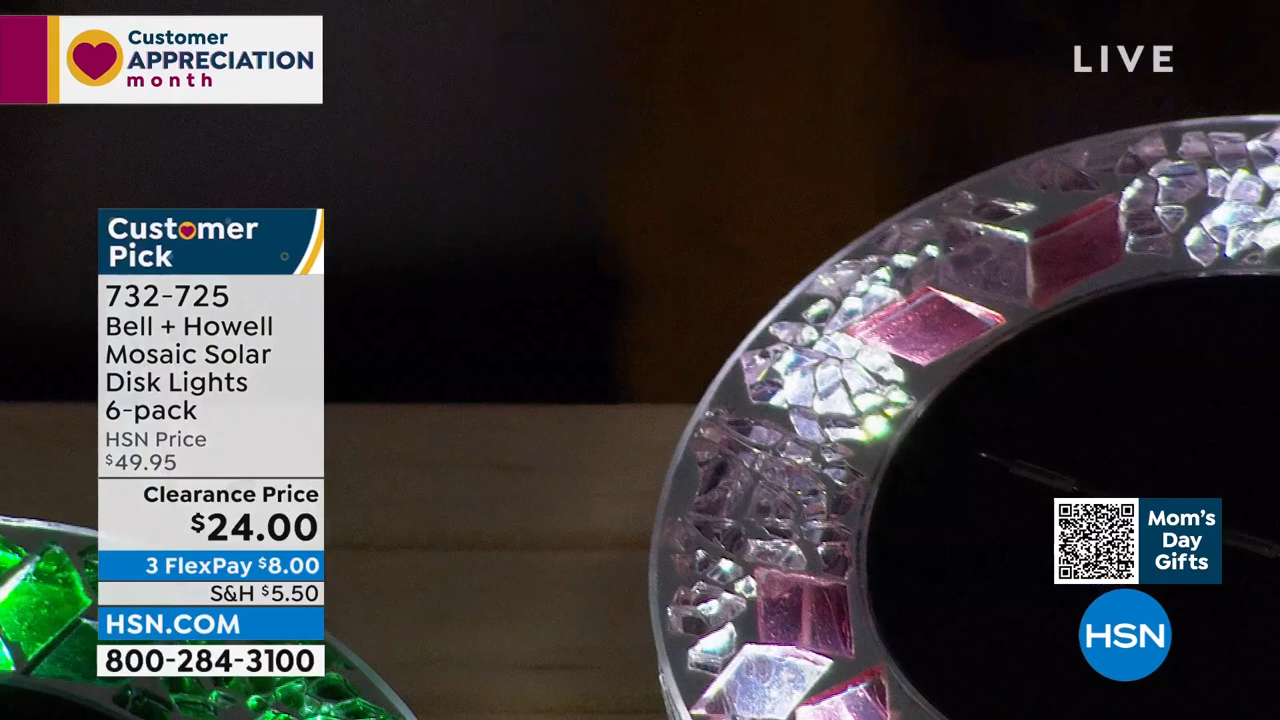 Customer
APPRECIATION
month
LIVE
Customer
Pick
732-725
Bell + Howell
Mosaic Solar
Disk Lights
6-pack
HSN Price
$49.95
Clearance Price
$24.00
3 FlexPay $8.00
S&H $5.50
HSN.COM
800-284-3100
Mom's
Day
Gifts
HSN